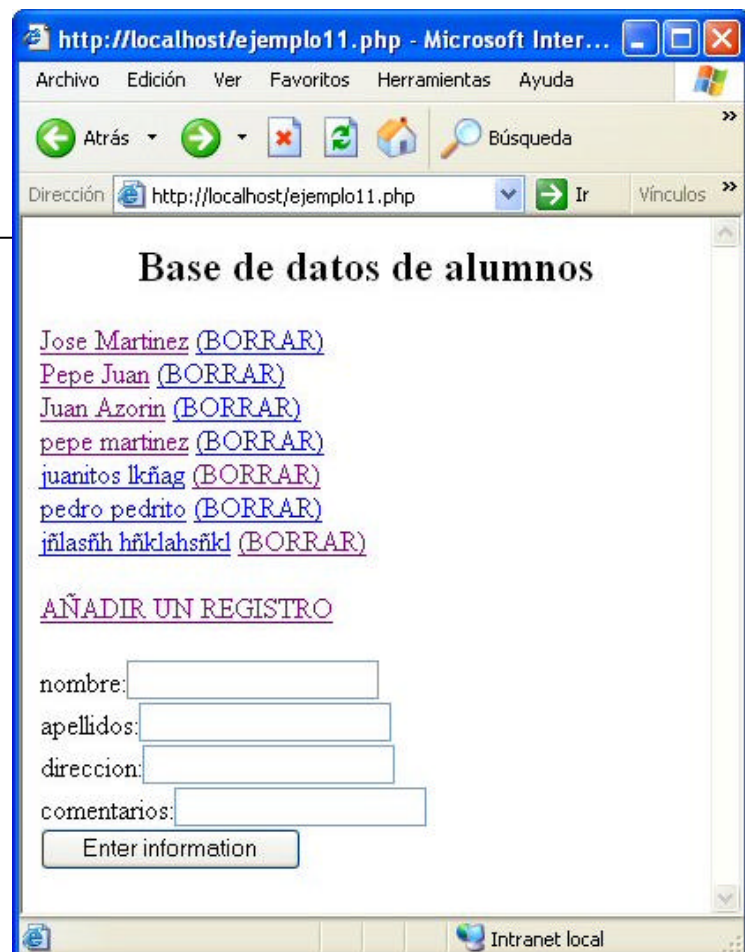 http://localhost/ejemplo11.php - Microsoft Inter...
Archivo Edición Ver Favoritos Herramientas Ayuda
Atrás Búsqueda »
Dirección http://localhost/ejemplo11.php Ir Vínculos »
Base de datos de alumnos
Jose Martinez (BORRAR)
Pepe Juan (BORRAR)
Juan Azorin (BORRAR)
pepe martinez (BORRAR)
juanitos lkñag (BORRAR)
pedro pedrito (BORRAR)
jñlasñh hñklahsñkl (BORRAR)
AÑADIR UN REGISTRO
nombre:
apellidos:
direccion:
comentarios:
Enter information
Intranet local